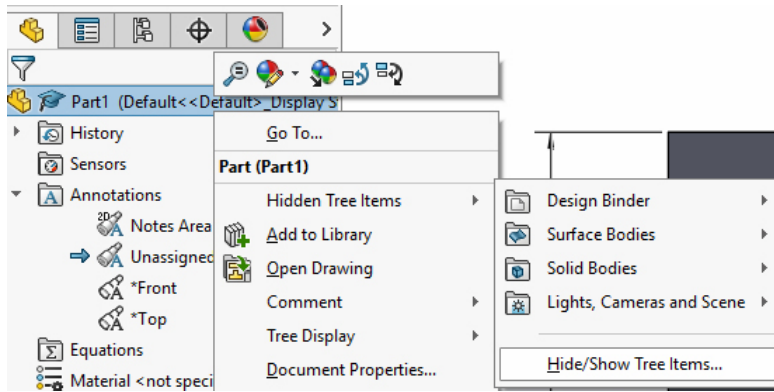 Part1 (Default<<Default>_Display S
History
Sensors
Annotations
Notes Area
Unassigned
*Front
*Top
Equations
Material <not speci
Go To...
Part (Part1)
Hidden Tree Items
Add to Library
Open Drawing
Comment
Tree Display
Document Properties...
Design Binder
Surface Bodies
Solid Bodies
Lights, Cameras and Scene
Hide/Show Tree Items...